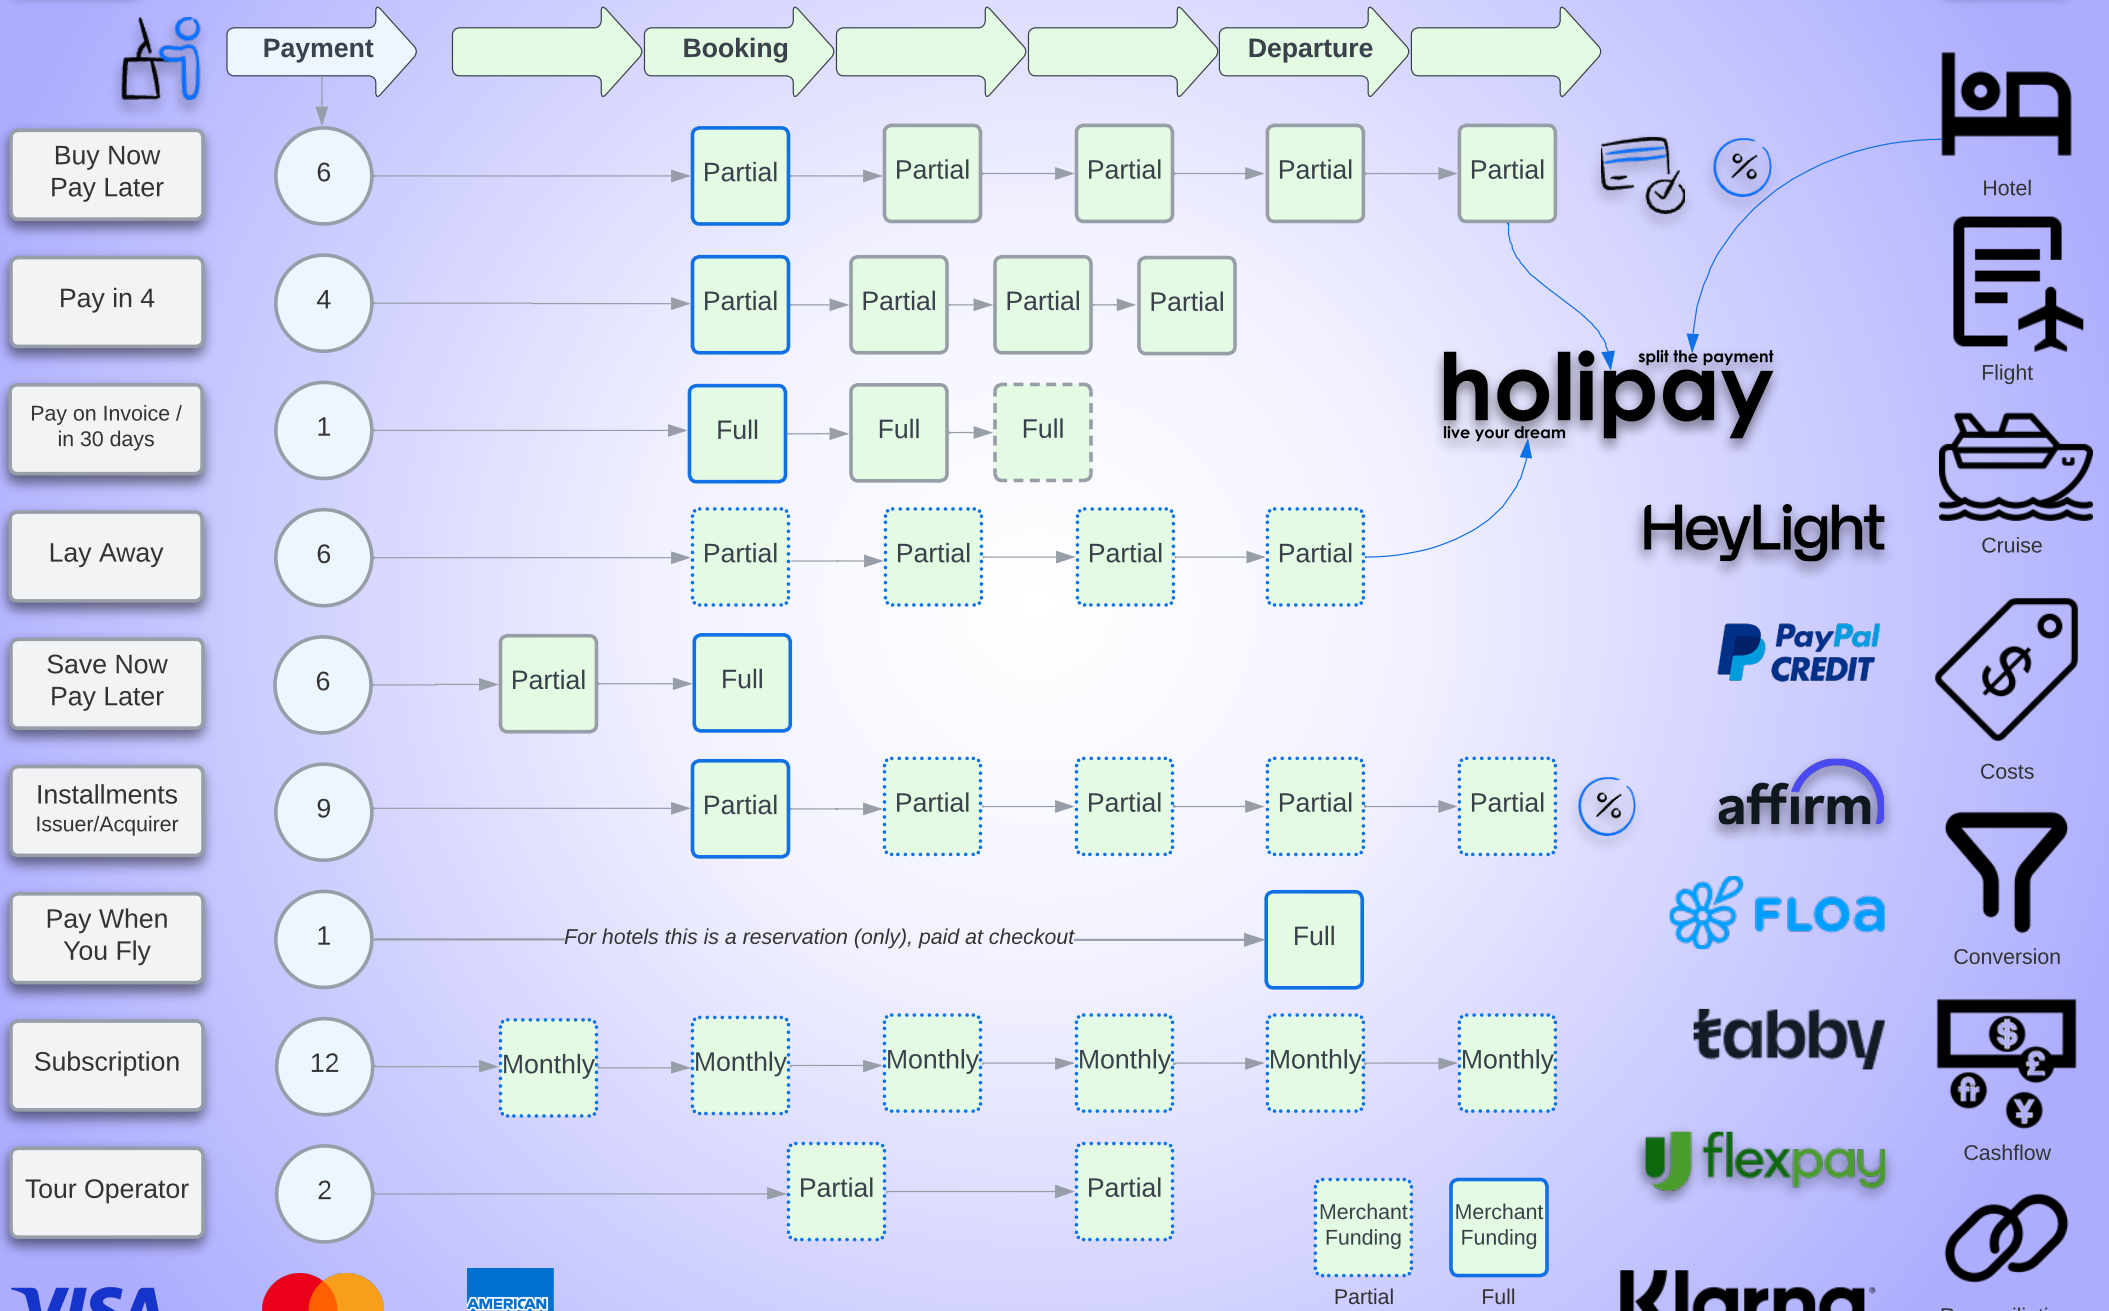 Payment
Booking
Departure
Buy Now
Pay Later
6
Partial
Partial
Partial
Partial
Partial
%
Hotel
Pay in 4
4
Partial
Partial
Partial
Partial
Flight
split the payment
holipay
live your dream
Pay on Invoice /
in 30 days
1
Full
Full
Full
Lay Away
6
Partial
Partial
Partial
Partial
HeyLight
Cruise
Save Now
Pay Later
6
Partial
Full
PayPal
CREDIT
$
Costs
Installments
Issuer/Acquirer
9
Partial
Partial
Partial
Partial
Partial
%
affirm
Pay When
You Fly
1
For hotels this is a reservation (only), paid at checkout
Full
FLOa
Conversion
Subscription
12
Monthly
Monthly
Monthly
Monthly
Monthly
Monthly
tabby
$
£
fr
¥
Cashflow
Tour Operator
2
Partial
Partial
flexpay
Merchant
Funding
Partial
Merchant
Funding
Full
VISA
AMERICAN
Klarna